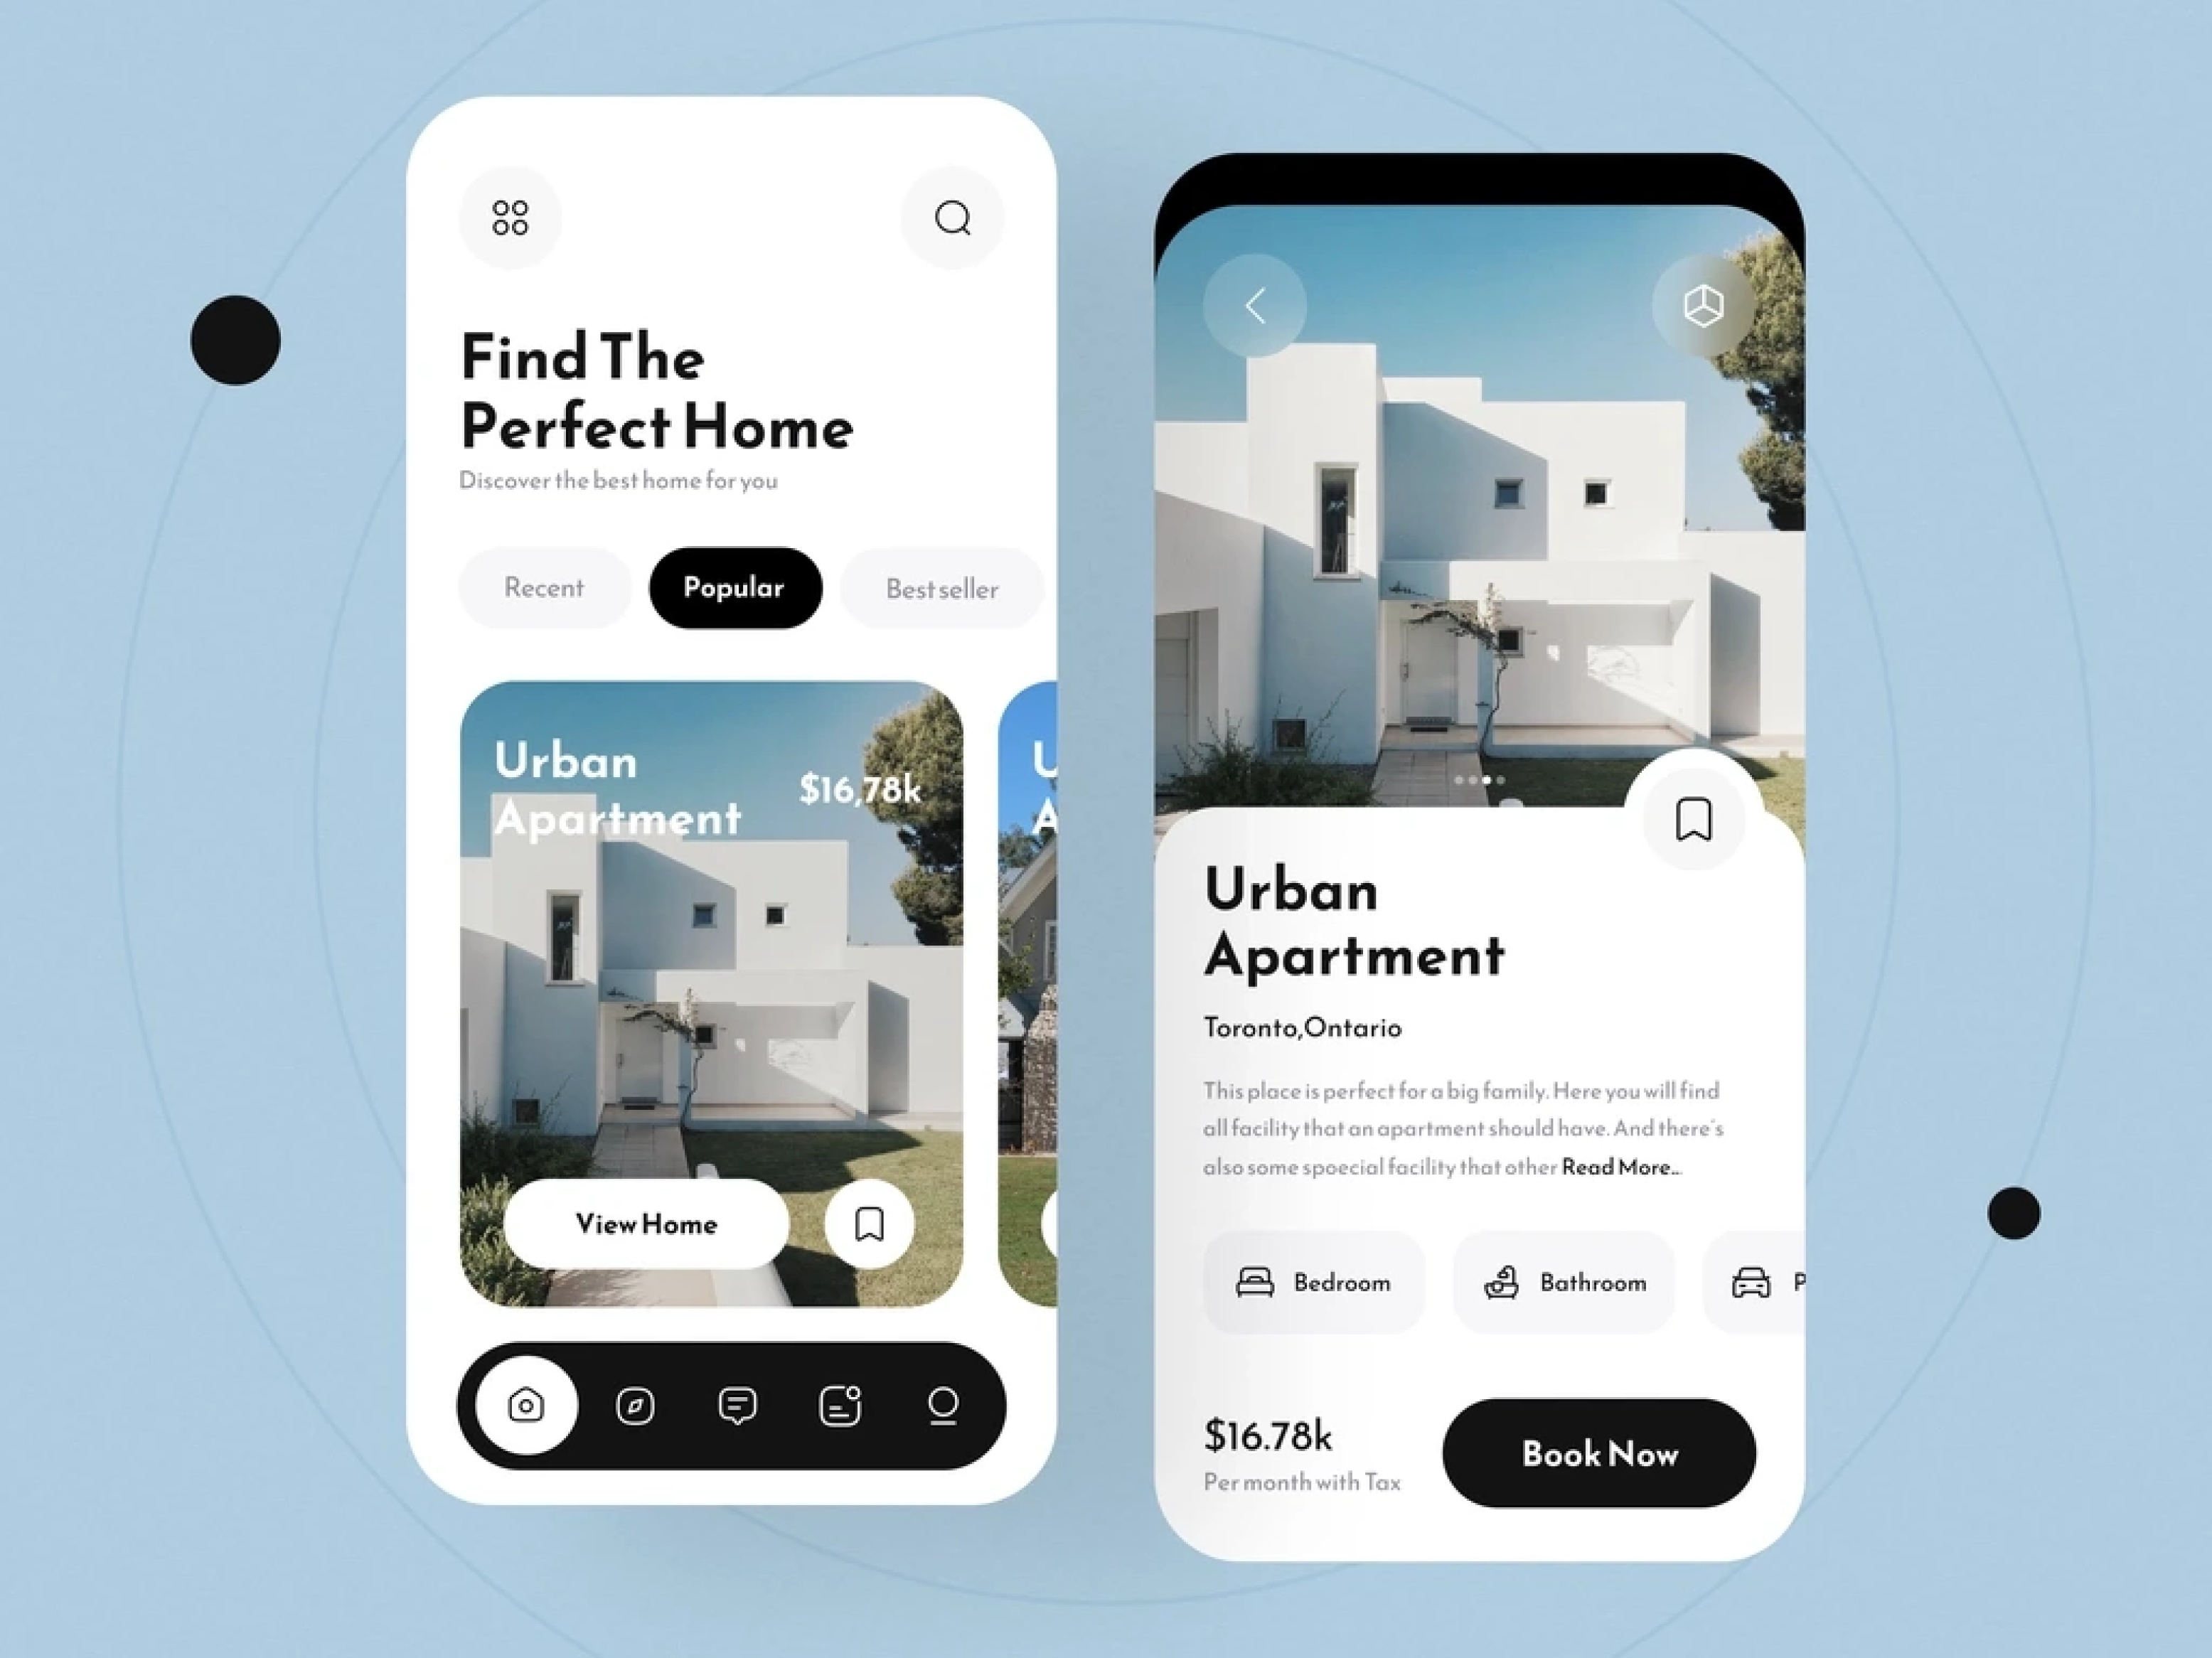 Find The
Perfect Home
Discover the best home for you
Recent
Popular
Best seller
Urban
Apartment
$16,78k
View Home
Urban
Apartment
Toronto,Ontario
This place is perfect for a big family. Here you will find
all facility that an apartment should have. And there's
also some spoecial facility that other Read More..
Bedroom
Bathroom
$16.78k
Per month with Tax
Book Now